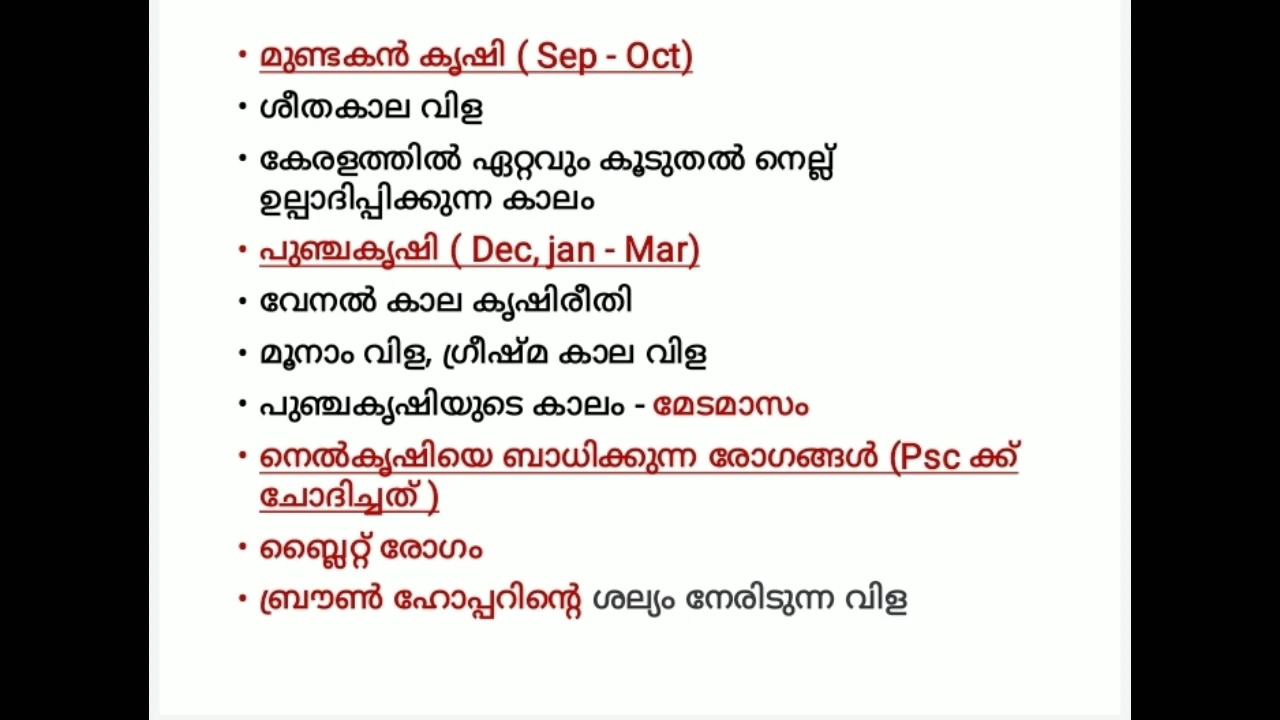 • മുണ്ടകൻ കൃഷി ( Sep - Oct)
• ശീതകാല വിള
• കേരളത്തിൽ ഏറ്റവും കൂടുതൽ നെല്ല്
ഉല്പാദിപ്പിക്കുന്ന കാലം
• പുഞ്ചകൃഷി ( Dec, jan - Mar)
• വേനൽ കാല കൃഷിരീതി
• മൂനാം വിള, ഗ്രീഷ്മ കാല വിള
• പുഞ്ചകൃഷിയുടെ കാലം - മേടമാസം
• നെൽകൃഷിയെ ബാധിക്കുന്ന രോഗങ്ങൾ (Psc ക്ക്
ചോദിച്ചത് )
• ബ്ലൈറ്റ് രോഗം
• ബ്രൗൺ ഹോപ്പറിന്റെ ശല്യം നേരിടുന്ന വിള